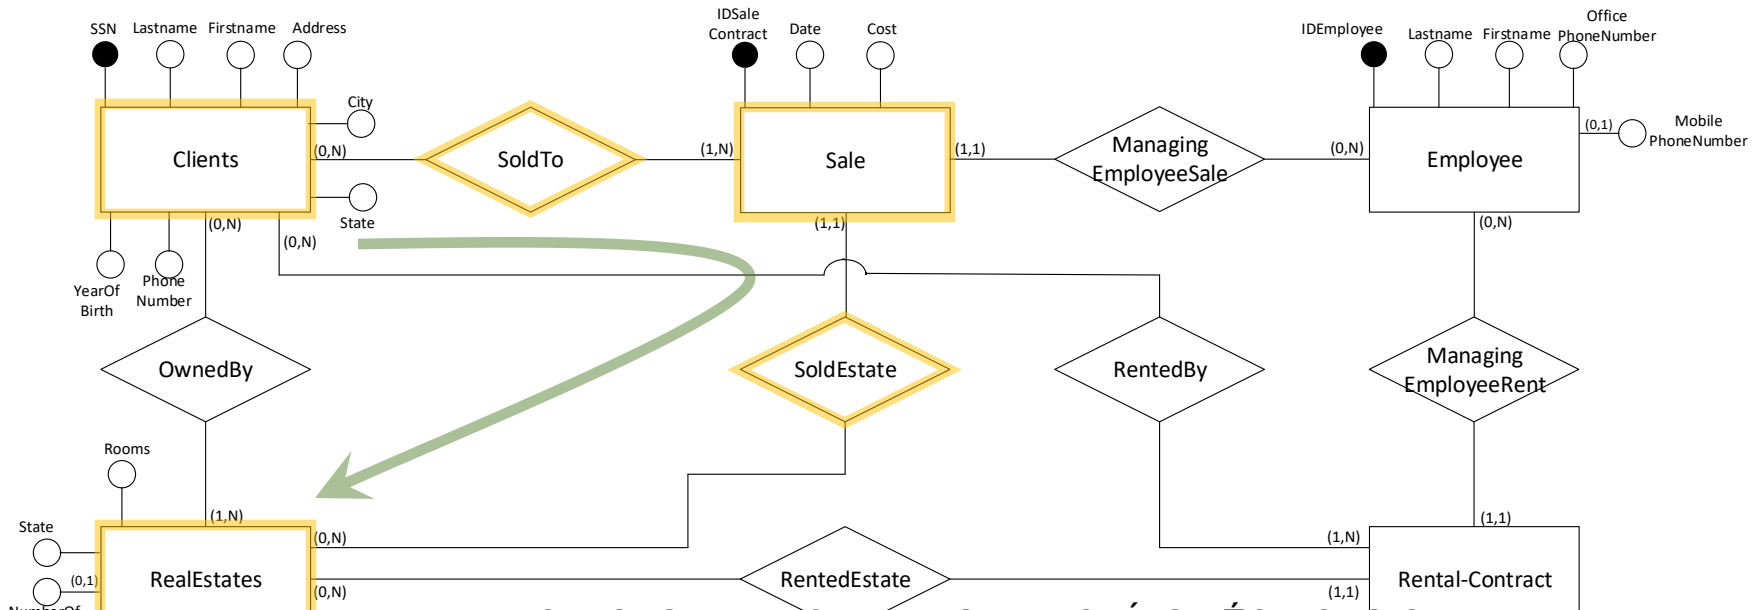 SSN
Lastname
Firstname
Address
IDSale
Contract
Date
Cost
IDEmployee
Lastname
Firstname
Office
PhoneNumber
City
(0,1)
Mobile
PhoneNumber
Clients
(0,N)
SoldTo
(1,N)
Sale
(1,1)
Managing
EmployeeSale
(0,N)
Employee
State
(0,N)
(0,N)
(1,1)
(0,N)
YearOf
Birth
Phone
Number
OwnedBy
SoldEstate
RentedBy
Managing
EmployeeRent
Rooms
(1,N)
(1,1)
State
(0,N)
(1,N)
(0,1)
RealEstates
(0,N)
RentedEstate
(1,1)
Rental-Contract
NumberOf